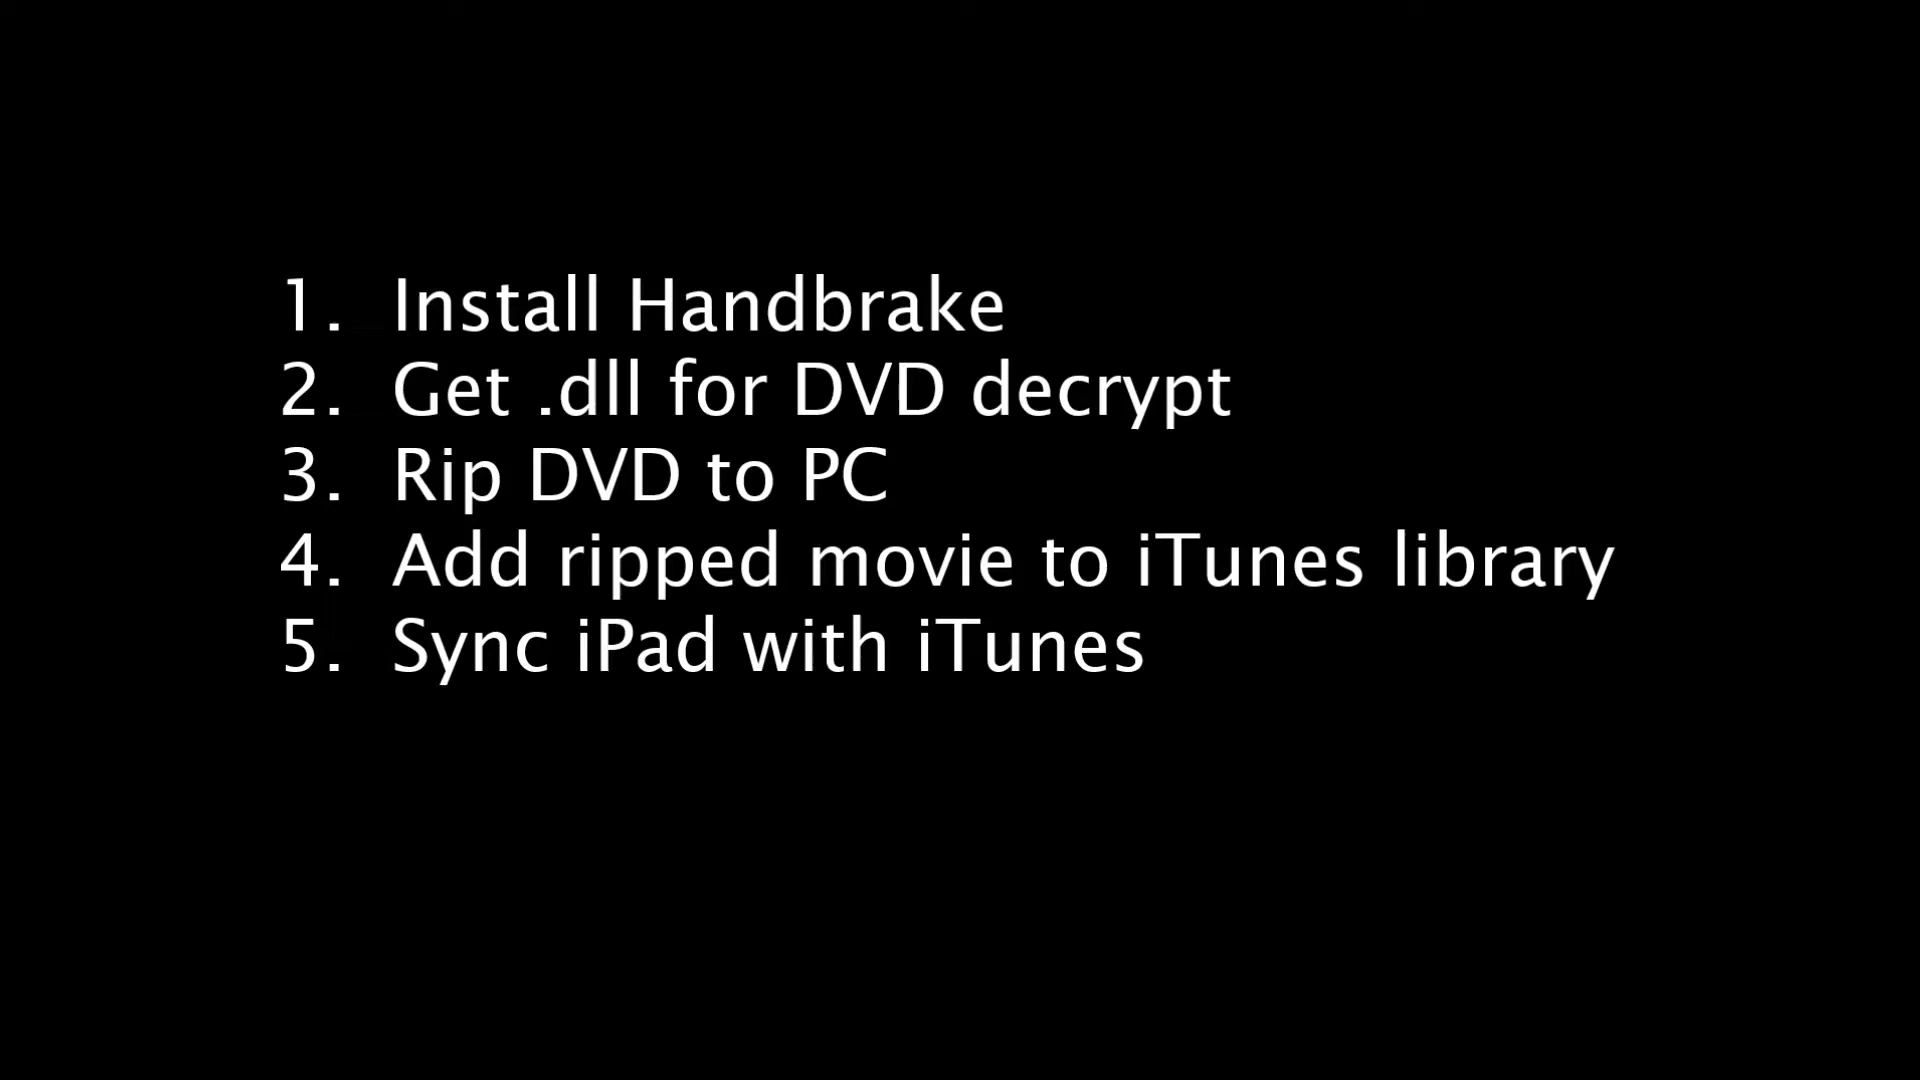 1. Install Handbrake
2. Get .dll for DVD decrypt
3. Rip DVD to PC
4. Add ripped movie to iTunes library
5. Sync iPad with iTunes